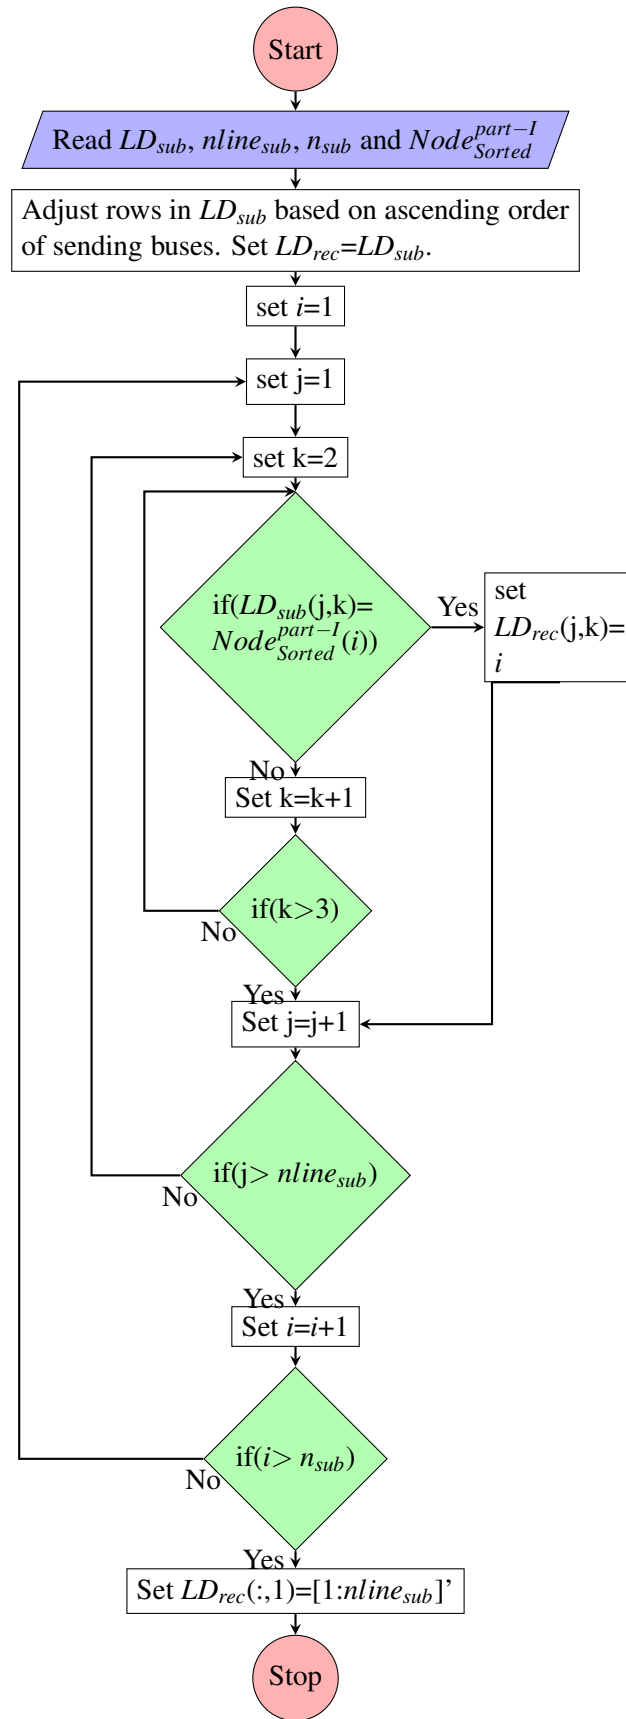 Start
Read LD_sub, nline_sub, n_sub and Node_Sorted^part−I
Adjust rows in LD_sub based on ascending order
of sending buses. Set LD_rec=LD_sub.
set i=1
set j=1
set k=2
if(LD_sub(j,k)=
Node_Sorted^part−I(i))
Yes
set
LD_rec(j,k)=
i
No
Set k=k+1
if(k>3)
No
Yes
Set j=j+1
if(j> nline_sub)
No
Yes
Set i=i+1
if(i> n_sub)
No
Yes
Set LD_rec(:,1)=[1:nline_sub]’
Stop